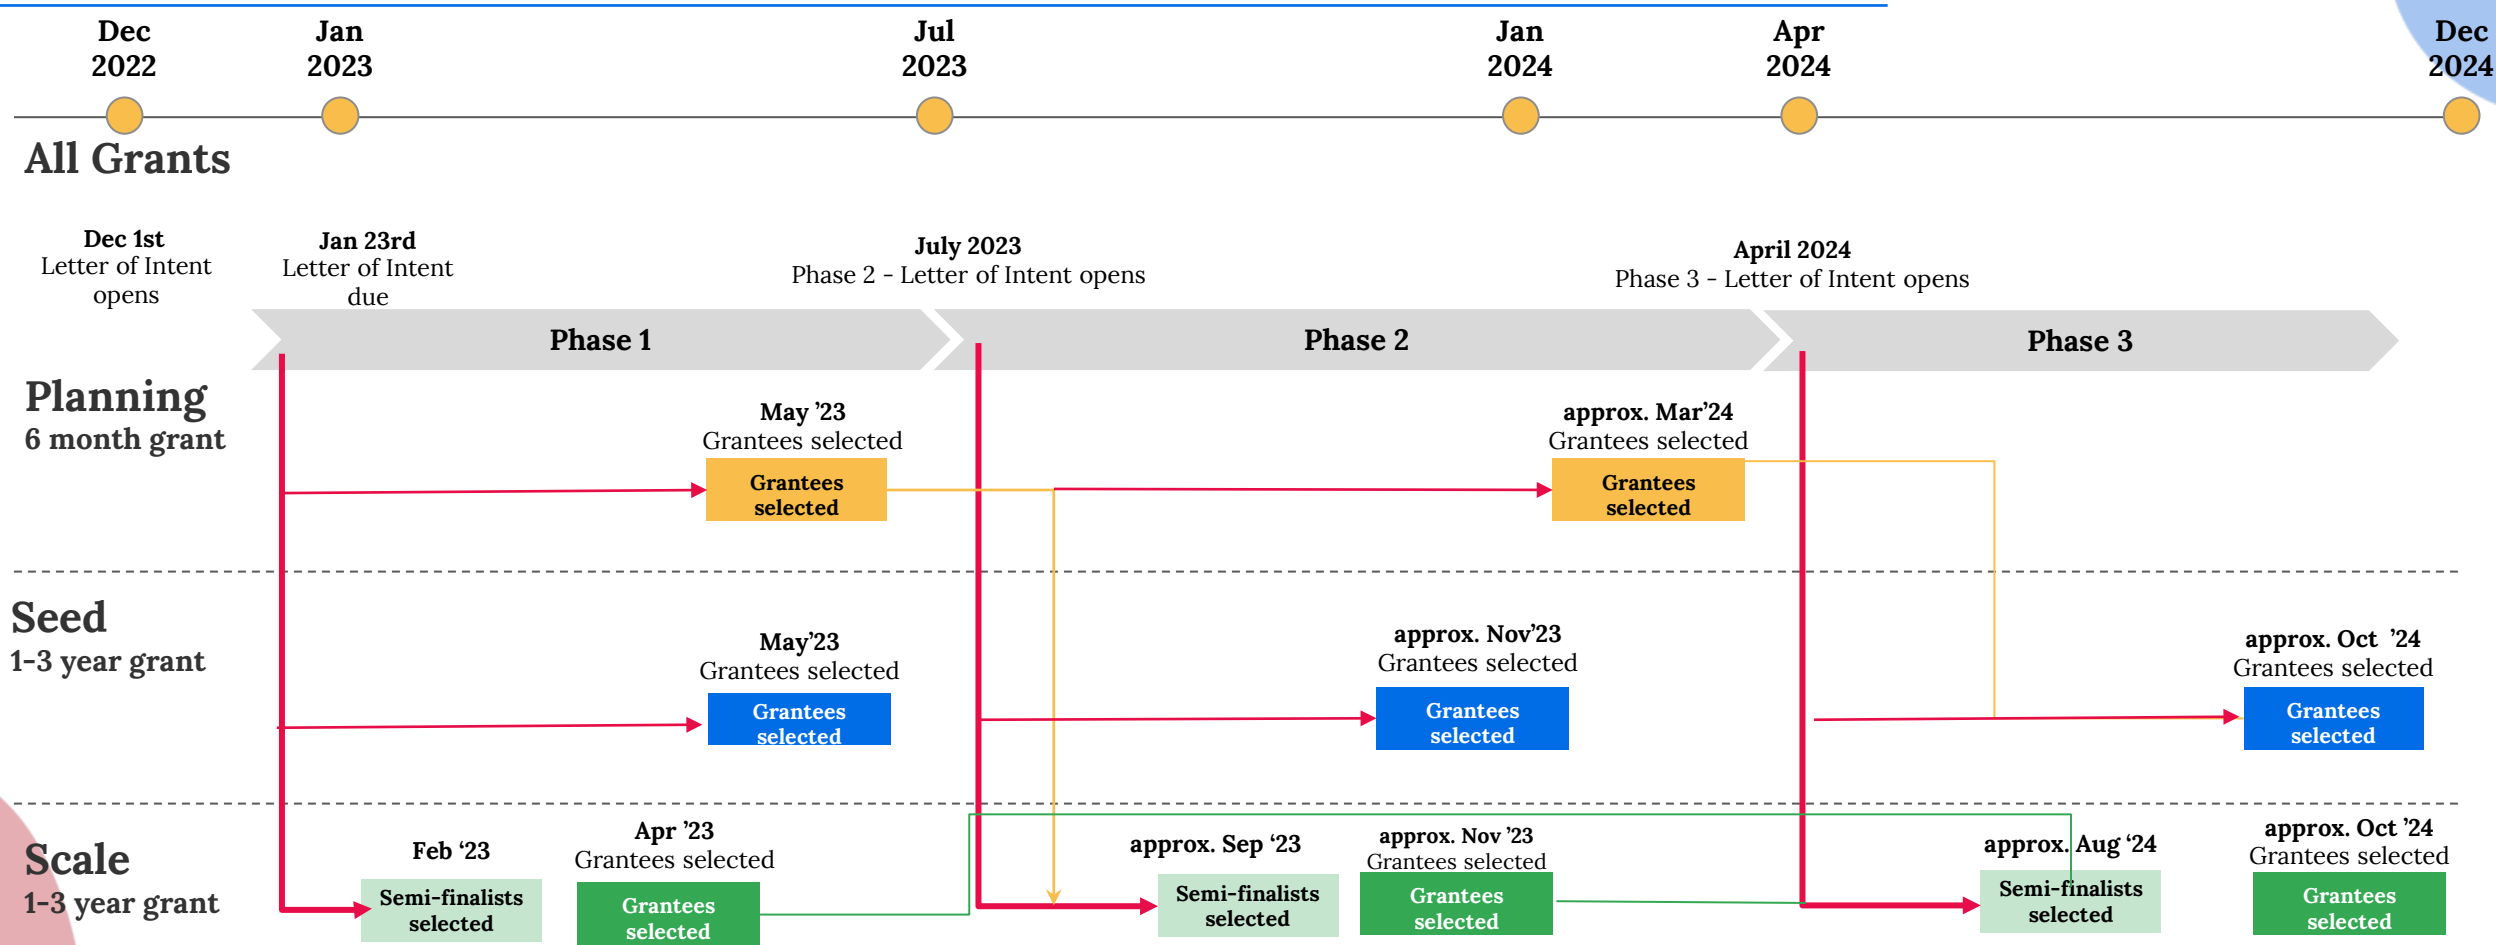 Dec
2022
Jan
2023
Jul
2023
Jan
2024
Apr
2024
Dec
2024
All Grants
Dec 1st
Letter of Intent
opens
Jan 23rd
Letter of Intent
due
July 2023
Phase 2 - Letter of Intent opens
April 2024
Phase 3 - Letter of Intent opens
Phase 1
Phase 2
Phase 3
Planning
6 month grant
May ’23
Grantees selected
Grantees
selected
approx. Mar’24
Grantees selected
Grantees
selected
Seed
1-3 year grant
May’23
Grantees selected
Grantees
selected
approx. Nov’23
Grantees selected
Grantees
selected
approx. Oct ’24
Grantees selected
Grantees
selected
Scale
1-3 year grant
Feb ‘23
Semi-finalists
selected
Apr ’23
Grantees selected
Grantees
selected
approx. Sep ‘23
Semi-finalists
selected
approx. Nov ’23
Grantees selected
Grantees
selected
approx. Aug ‘24
Semi-finalists
selected
approx. Oct ’24
Grantees selected
Grantees
selected